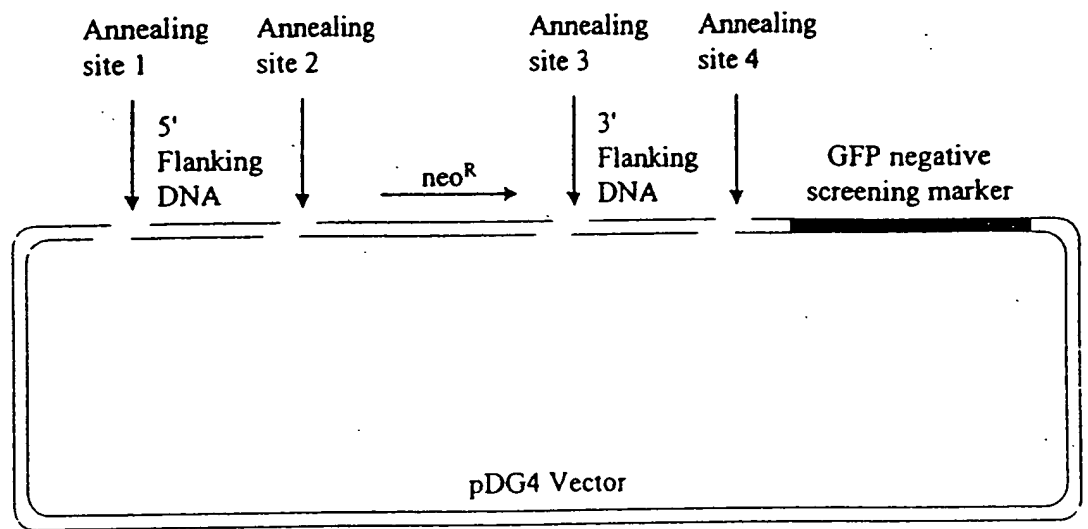 Annealing
site 1
Annealing
site 2
Annealing
site 3
Annealing
site 4
5'
Flanking
DNA
neoR
3'
Flanking
DNA
GFP negative
screening marker
pDG4 Vector